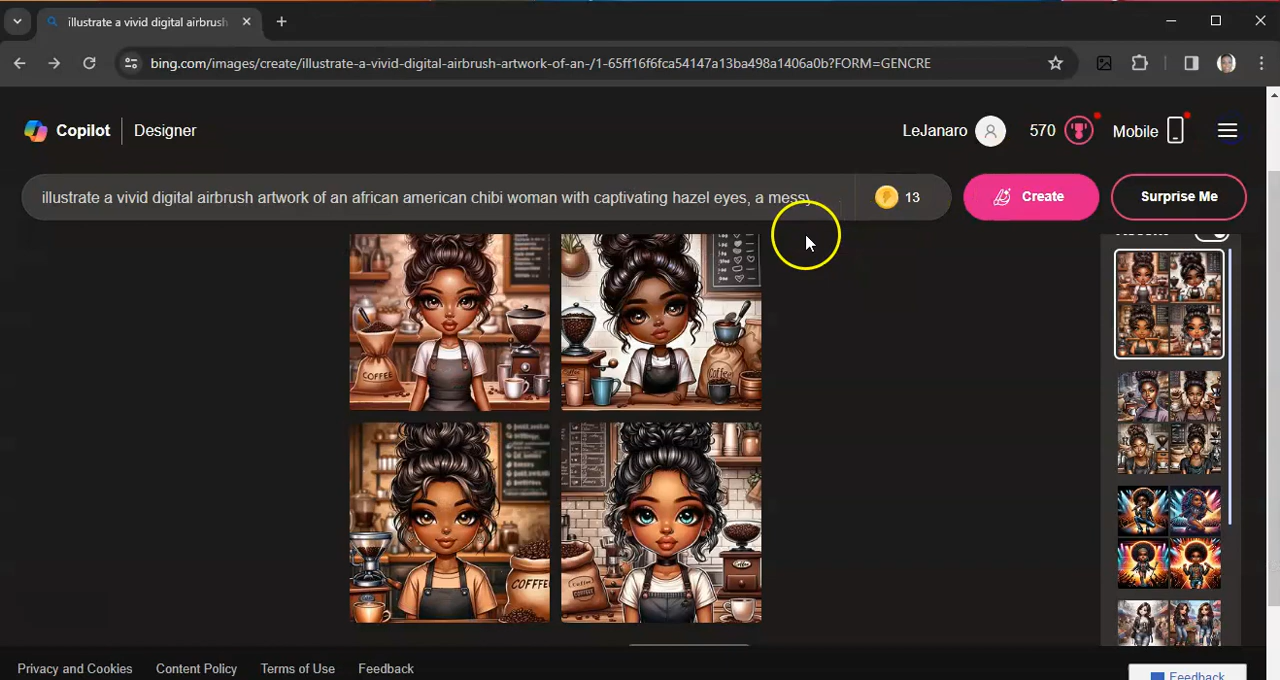 illustrate a vivid digital airbrush
bing.com/images/create/illustrate-a-vivid-digital-airbrush-artwork-of-an-/1-65ff16f6fca54147a13ba498a1406a0b?FORM=GENCRE
Copilot
Designer
LeJanaro
570
Mobile
illustrate a vivid digital airbrush artwork of an african american chibi woman with captivating hazel eyes, a messy
13
Create
Surprise Me
COFFEE
COFFEE
Privacy and Cookies
Content Policy
Terms of Use
Feedback
Feedback